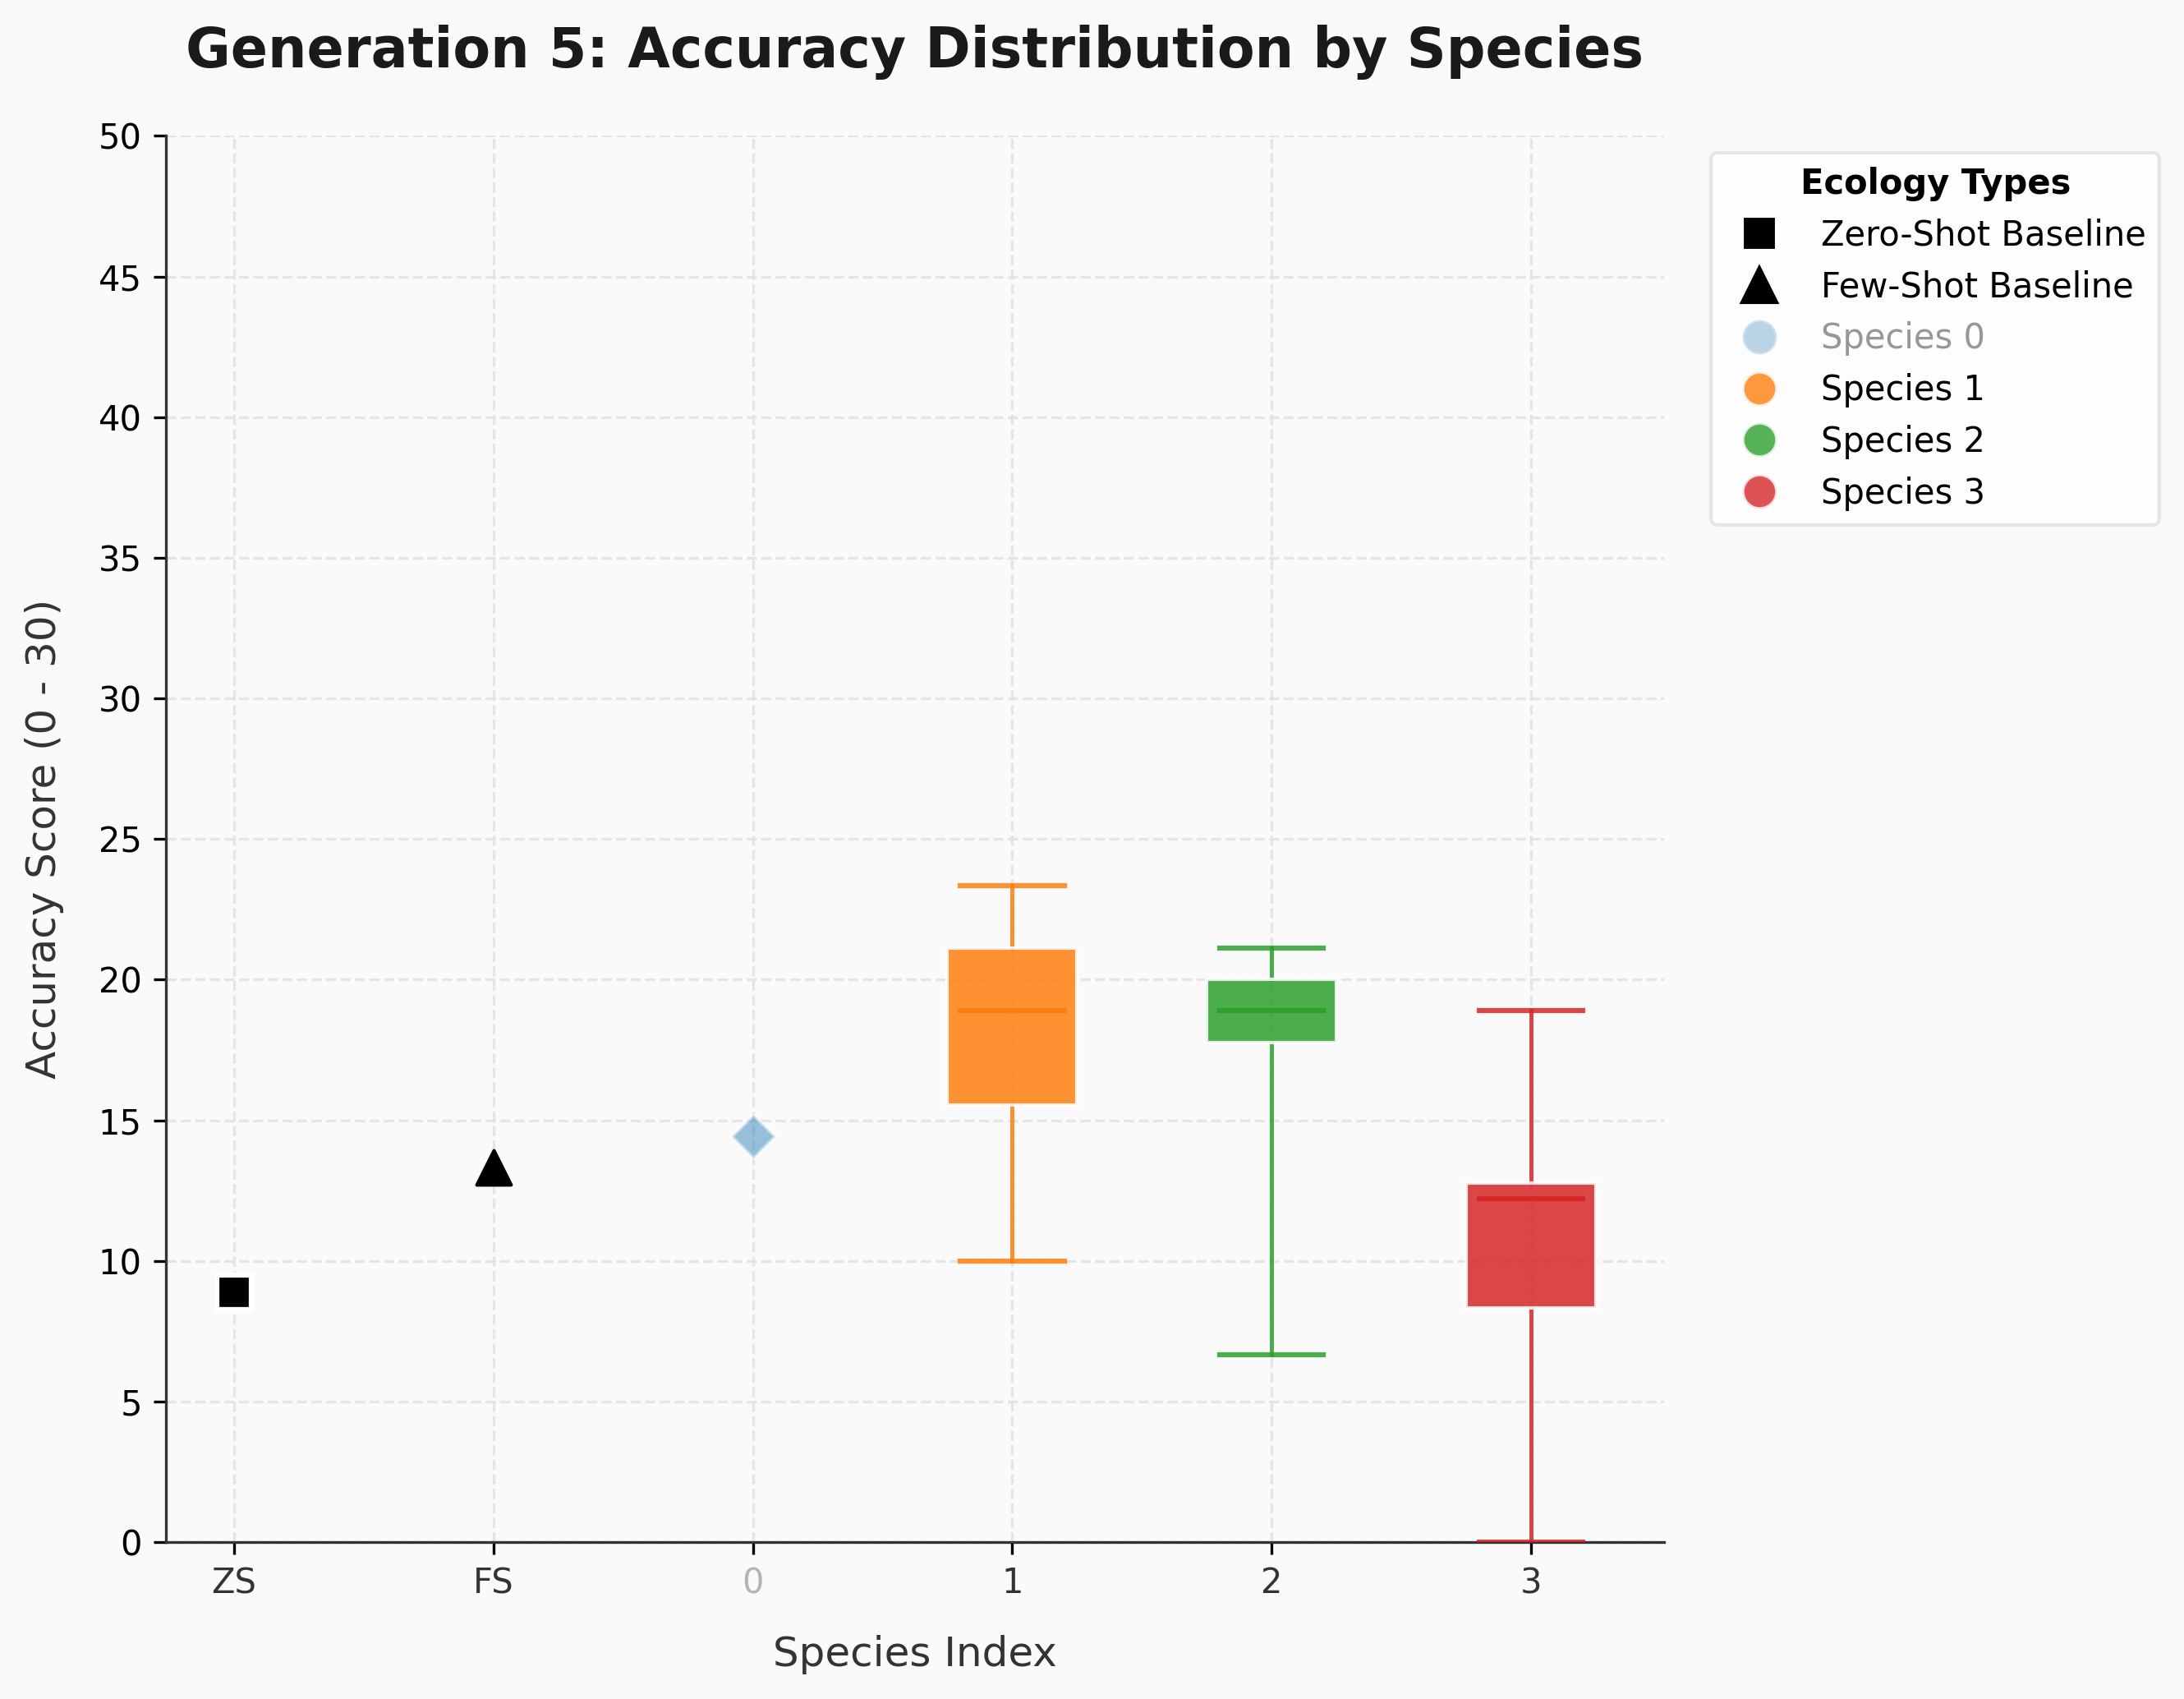 Generation 5: Accuracy Distribution by Species
Accuracy Score (0 - 30)
50
45
40
35
30
25
20
15
10
5
0
ZS FS 0 1 2 3
Species Index
Ecology Types
Zero-Shot Baseline
Few-Shot Baseline
Species 0
Species 1
Species 2
Species 3